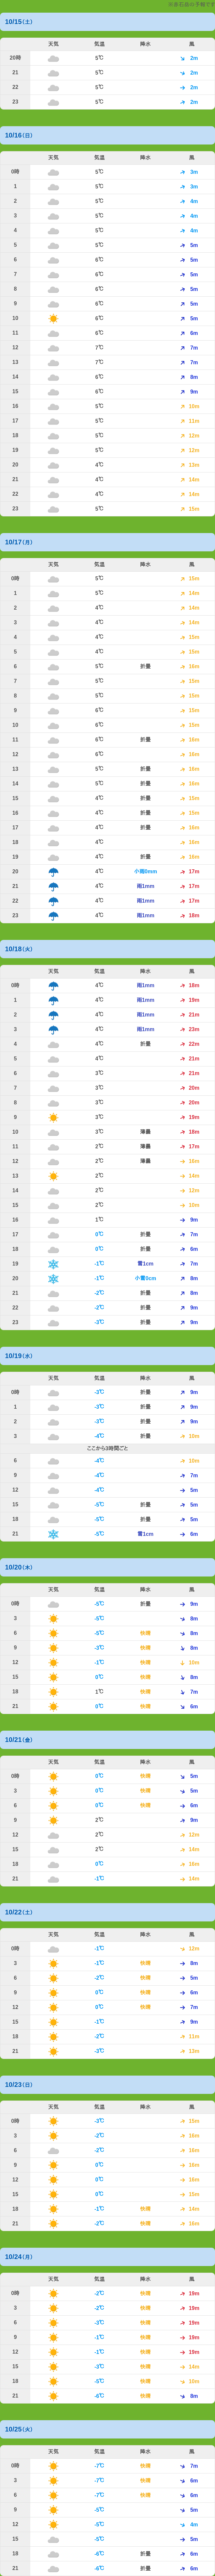 10/15(土)
天気 気温 降水 風
20時 5℃ 2m
21 5℃ 2m
22 5℃ 0m
23 5℃ 2m
10/16(日)
天気 気温 降水 風
0時 5℃ 3m
1 5℃ 3m
2 5℃ 4m
3 5℃ 4m
4 5℃ 4m
5 5℃ 5m
6 6℃ 5m
7 6℃ 5m
8 6℃ 5m
9 6℃ 5m
10 6℃ 5m
11 6℃ 6m
12 7℃ 7m
13 7℃ 7m
14 6℃ 8m
15 6℃ 9m
16 5℃ 10m
17 5℃ 11m
18 5℃ 12m
19 5℃ 12m
20 4℃ 13m
21 4℃ 14m
22 4℃ 14m
23 5℃ 15m
10/17(月)
天気 気温 降水 風
0時 5℃ 15m
1 5℃ 14m
2 4℃ 14m
3 4℃ 14m
4 4℃ 15m
5 4℃ 15m
6 5℃ 折曇 16m
7 5℃ 15m
8 5℃ 15m
9 6℃ 15m
10 6℃ 15m
11 6℃ 折曇 16m
12 6℃ 16m
13 5℃ 折曇 16m
14 5℃ 折曇 16m
15 4℃ 折曇 15m
16 4℃ 折曇 15m
17 4℃ 折曇 16m
18 4℃ 16m
19 4℃ 折曇 16m
20 4℃ 小雨0mm 17m
21 4℃ 雨1mm 17m
22 4℃ 雨1mm 17m
23 4℃ 雨1mm 18m
10/18(火)
天気 気温 降水 風
0時 4℃ 雨1mm 18m
1 4℃ 雨1mm 19m
2 4℃ 雨1mm 21m
3 4℃ 雨1mm 23m
4 4℃ 折曇 22m
5 4℃ 21m
6 3℃ 21m
7 3℃ 20m
8 3℃ 20m
9 3℃ 19m
10 3℃ 薄曇 18m
11 2℃ 薄曇 17m
12 2℃ 薄曇 16m
13 2℃ 14m
14 2℃ 12m
15 2℃ 10m
16 1℃ 9m
17 0℃ 折曇 7m
18 0℃ 折曇 6m
19 -1℃ 雪1cm 7m
20 -1℃ 小雪0cm 8m
21 -2℃ 折曇 8m
22 -2℃ 折曇 9m
23 -3℃ 折曇 9m
10/19(水)
天気 気温 降水 風
0時 -3℃ 折曇 9m
1 -3℃ 折曇 9m
2 -3℃ 折曇 9m
3 -4℃ 折曇 10m
ここから3時間ごと
6 -4℃ 10m
9 -4℃ 7m
12 -4℃ 5m
15 -5℃ 折曇 5m
18 -5℃ 折曇 5m
21 -5℃ 雪1cm 6m
10/20(木)
天気 気温 降水 風
0時 -5℃ 折曇 9m
3 -5℃ 8m
6 -5℃ 快晴 8m
9 -3℃ 快晴 8m
12 -1℃ 快晴 10m
15 0℃ 快晴 8m
18 1℃ 快晴 7m
21 0℃ 快晴 6m
10/21(金)
天気 気温 降水 風
0時 0℃ 快晴 5m
3 0℃ 快晴 5m
6 0℃ 快晴 6m
9 2℃ 9m
12 2℃ 12m
15 2℃ 14m
18 0℃ 16m
21 -1℃ 14m
10/22(土)
天気 気温 降水 風
0時 -1℃ 12m
3 -1℃ 快晴 8m
6 -2℃ 快晴 5m
9 0℃ 快晴 6m
12 0℃ 快晴 7m
15 -1℃ 9m
18 -2℃ 11m
21 -3℃ 13m
10/23(日)
天気 気温 降水 風
0時 -3℃ 15m
3 -2℃ 16m
6 -2℃ 16m
9 0℃ 16m
12 0℃ 16m
15 0℃ 15m
18 -1℃ 快晴 14m
21 -2℃ 快晴 16m
10/24(月)
天気 気温 降水 風
0時 -2℃ 快晴 19m
3 -2℃ 快晴 19m
6 -3℃ 快晴 19m
9 -1℃ 快晴 19m
12 -1℃ 快晴 19m
15 -3℃ 快晴 14m
18 -5℃ 快晴 10m
21 -6℃ 快晴 8m
10/25(火)
天気 気温 降水 風
0時 -7℃ 快晴 7m
3 -7℃ 快晴 6m
6 -7℃ 快晴 6m
9 -5℃ 5m
12 -5℃ 4m
15 -5℃ 5m
18 -6℃ 折曇 6m
21 -6℃ 折曇 6m